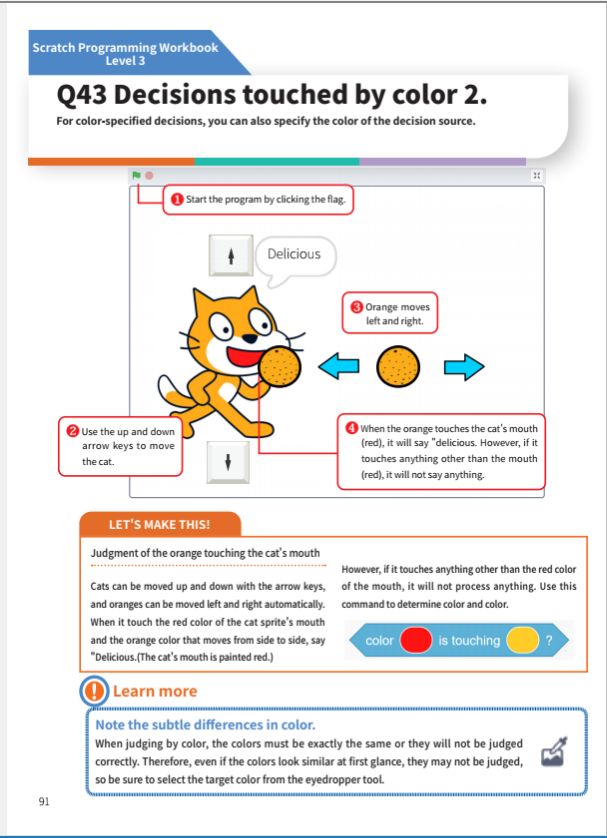 Scratch Programming Workbook
Level 3
Q43 Decisions touched by color 2.
For color-specified decisions, you can also specify the color of the decision source.
1 Start the program by clicking the flag.
Delicious
3 Orange moves
left and right.
2 Use the up and down
arrow keys to move
the cat.
4 When the orange touches the cat's mouth
(red), it will say "delicious. However, if it
touches anything other than the mouth
(red), it will not say anything.
LET'S MAKE THIS!
Judgment of the orange touching the cat's mouth
Cats can be moved up and down with the arrow keys,
and oranges can be moved left and right automatically.
When it touch the red color of the cat sprite's mouth
and the orange color that moves from side to side, say
"Delicious.(The cat's mouth is painted red.)
However, if it touches anything other than the red color
of the mouth, it will not process anything. Use this
command to determine color and color.
color is touching ?
Learn more
Note the subtle differences in color.
When judging by color, the colors must be exactly the same or they will not be judged
correctly. Therefore, even if the colors look similar at first glance, they may not be judged,
so be sure to select the target color from the eyedropper tool.
91